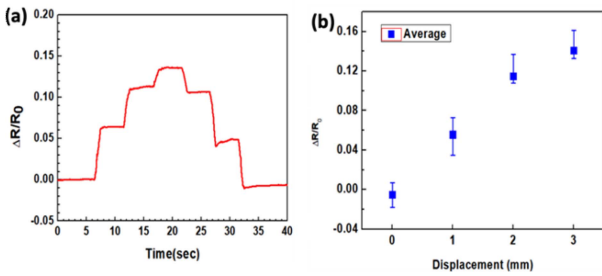 (a)
0.20
0.15
0.10
0.05
0.00
-0.05
ΔR/R0
0 5 10 15 20 25 30 35 40
Time(sec)
(b)
Average
0.16
0.12
0.08
0.04
0.00
-0.04
ΔR/R₀
0 1 2 3
Displacement (mm)